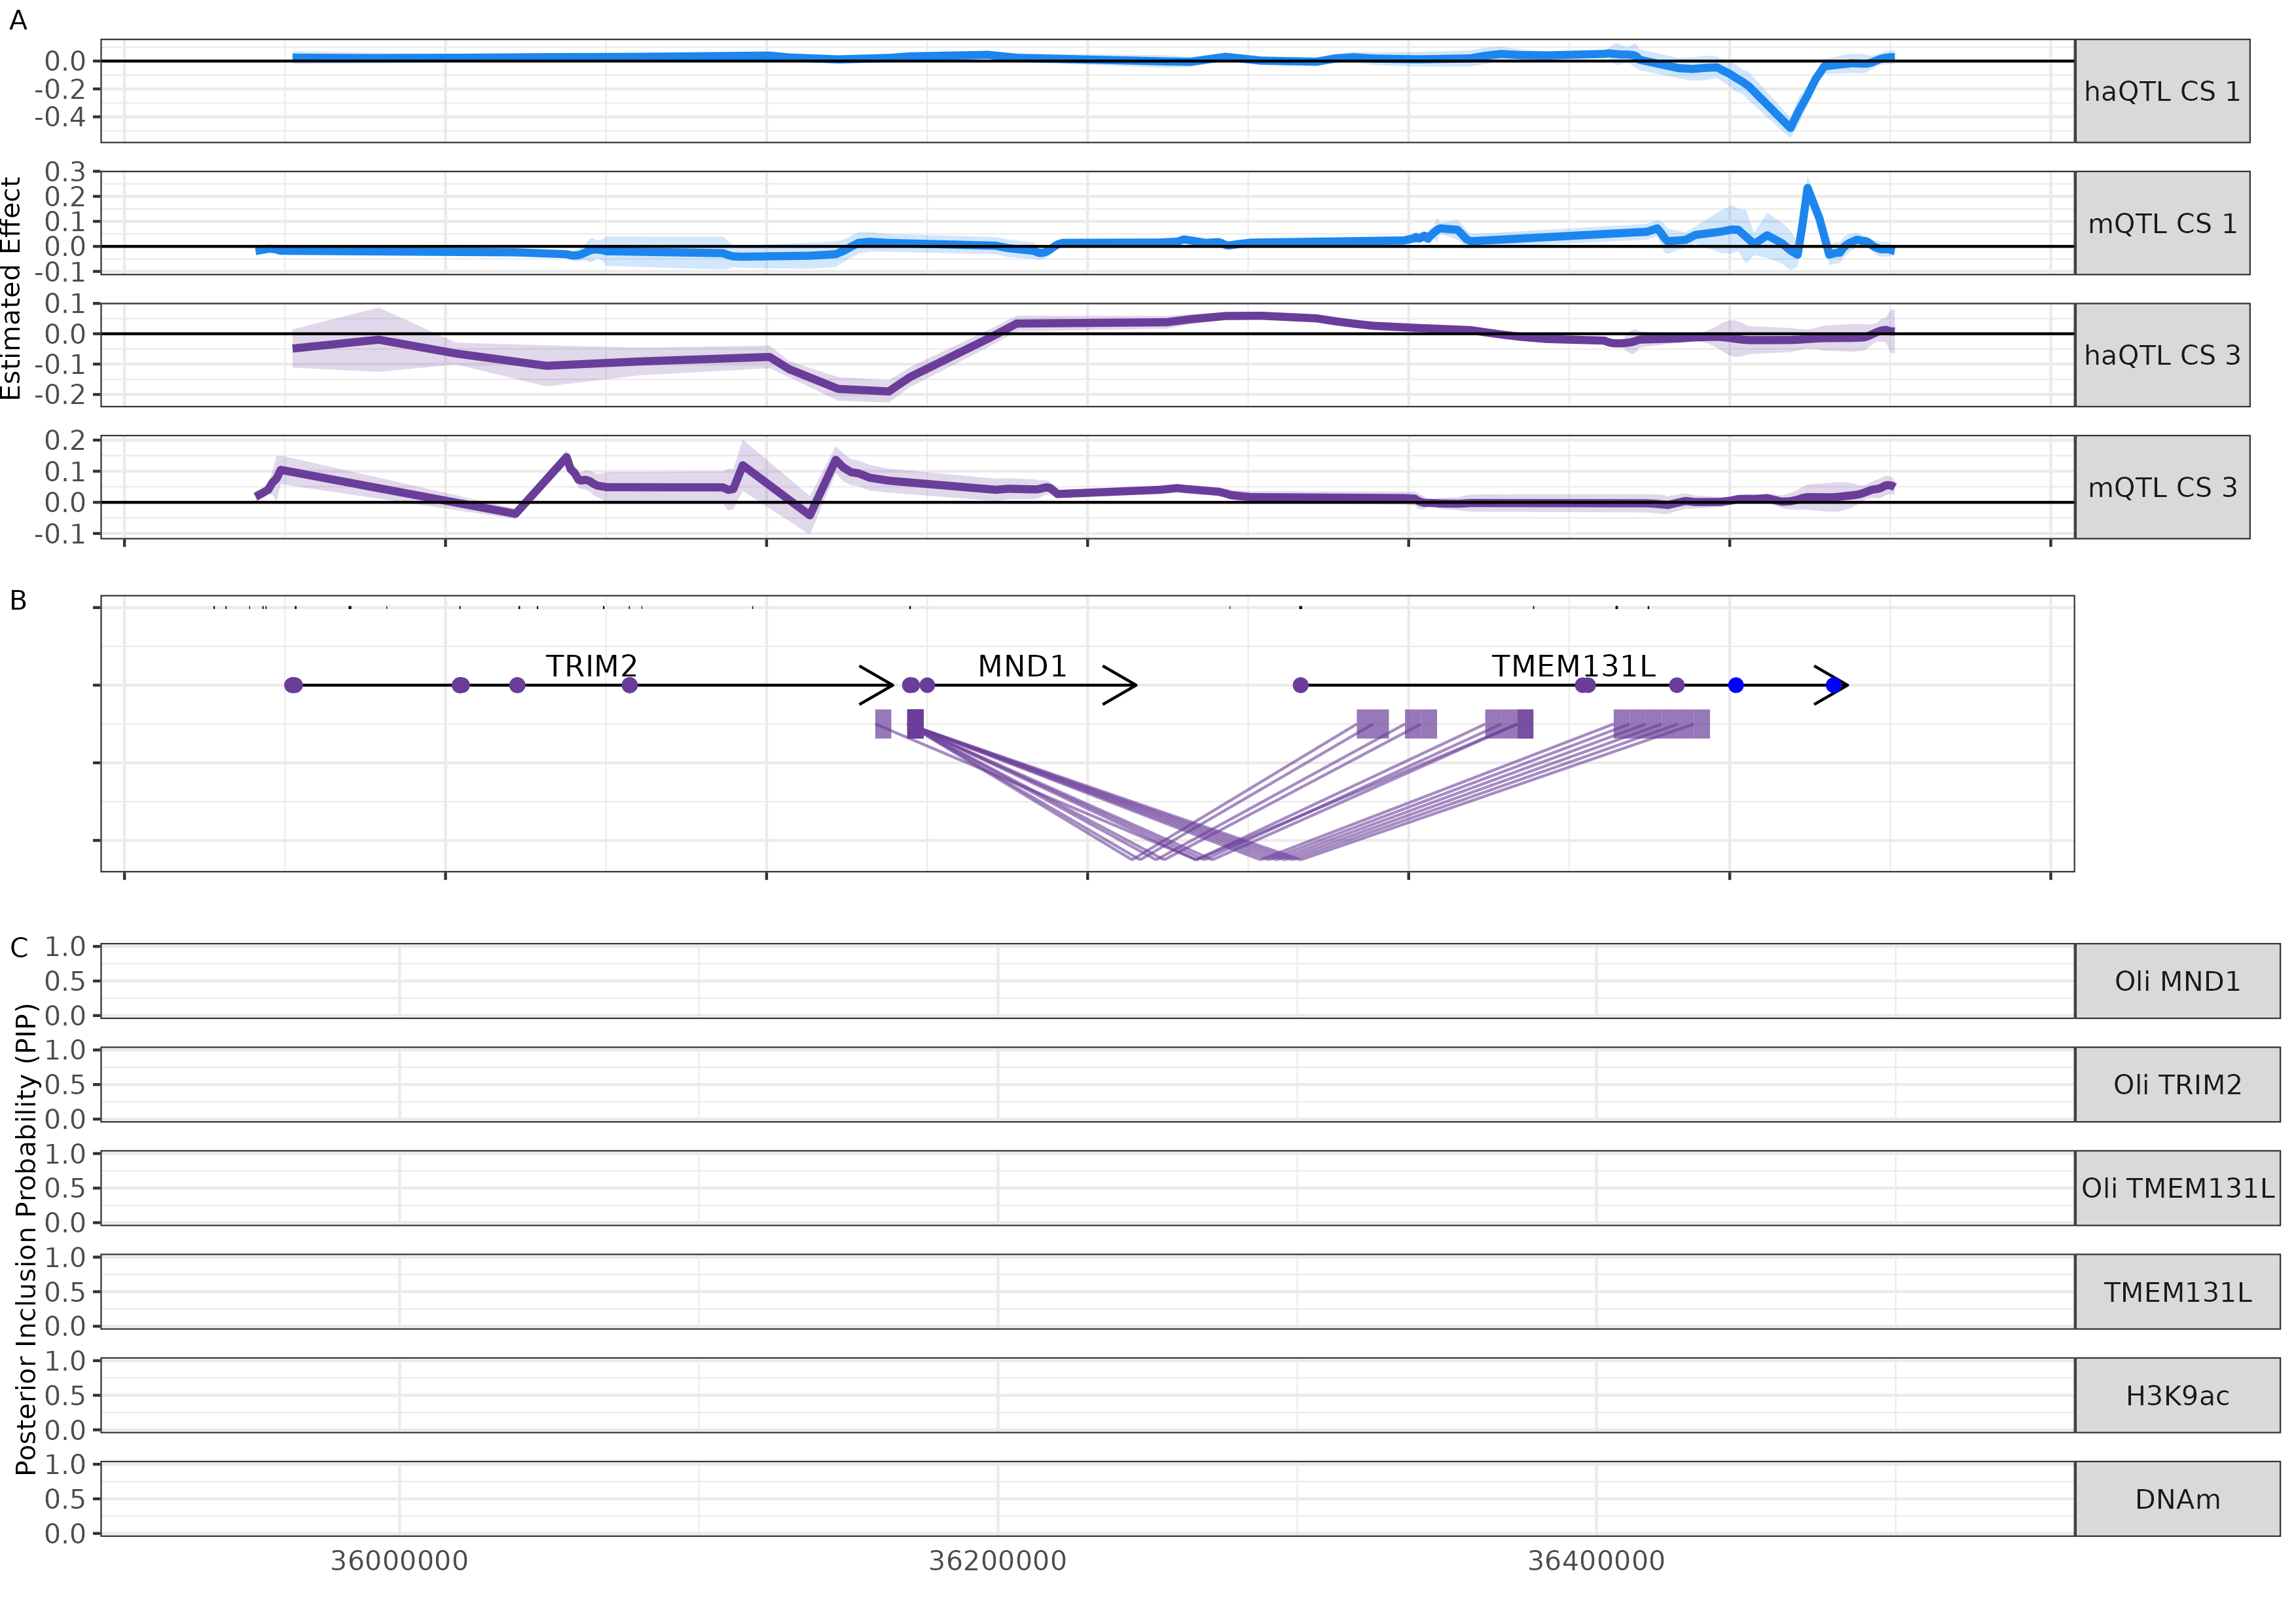 A
Estimated Effect
0.0
-0.2
-0.4
haQTL CS 1
0.3
0.2
0.1
0.0
-0.1
mQTL CS 1
0.1
0.0
-0.1
-0.2
haQTL CS 3
0.2
0.1
0.0
-0.1
mQTL CS 3
B
TRIM2
MND1
TMEM131L
C
Posterior Inclusion Probability (PIP)
1.0
0.5
0.0
Oli MND1
1.0
0.5
0.0
Oli TRIM2
1.0
0.5
0.0
Oli TMEM131L
1.0
0.5
0.0
TMEM131L
1.0
0.5
0.0
H3K9ac
1.0
0.5
0.0
DNAm
36000000
36200000
36400000